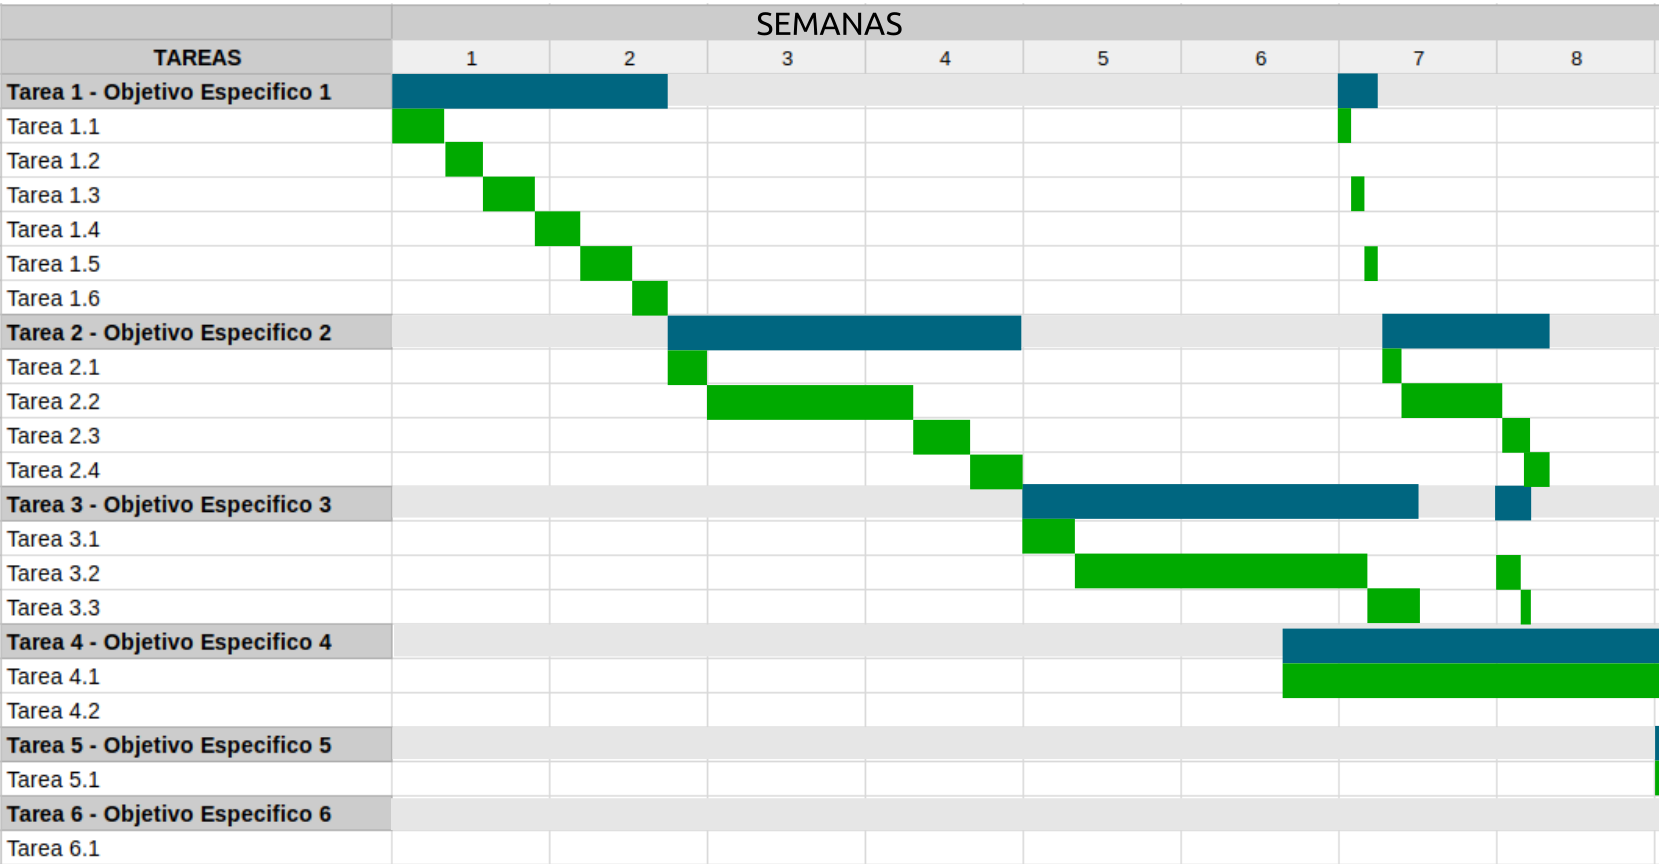 SEMANAS
TAREAS 1 2 3 4 5 6 7 8
Tarea 1 - Objetivo Especifico 1
Tarea 1.1
Tarea 1.2
Tarea 1.3
Tarea 1.4
Tarea 1.5
Tarea 1.6
Tarea 2 - Objetivo Especifico 2
Tarea 2.1
Tarea 2.2
Tarea 2.3
Tarea 2.4
Tarea 3 - Objetivo Especifico 3
Tarea 3.1
Tarea 3.2
Tarea 3.3
Tarea 4 - Objetivo Especifico 4
Tarea 4.1
Tarea 4.2
Tarea 5 - Objetivo Especifico 5
Tarea 5.1
Tarea 6 - Objetivo Especifico 6
Tarea 6.1